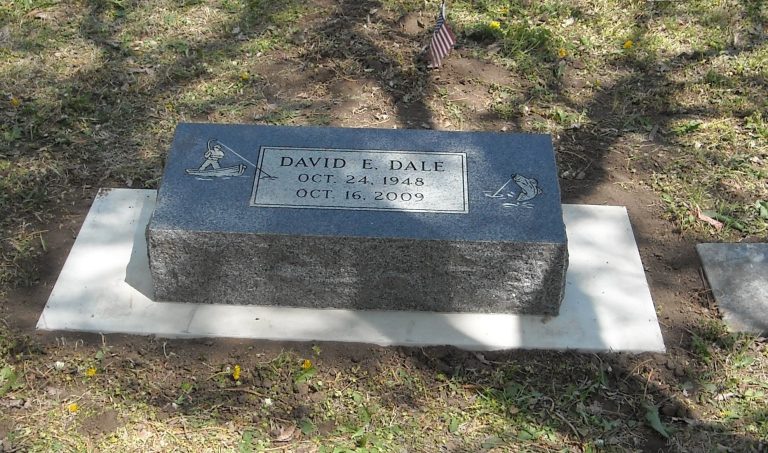 DAVID E. DALE
OCT. 24, 1948
OCT. 16, 2009